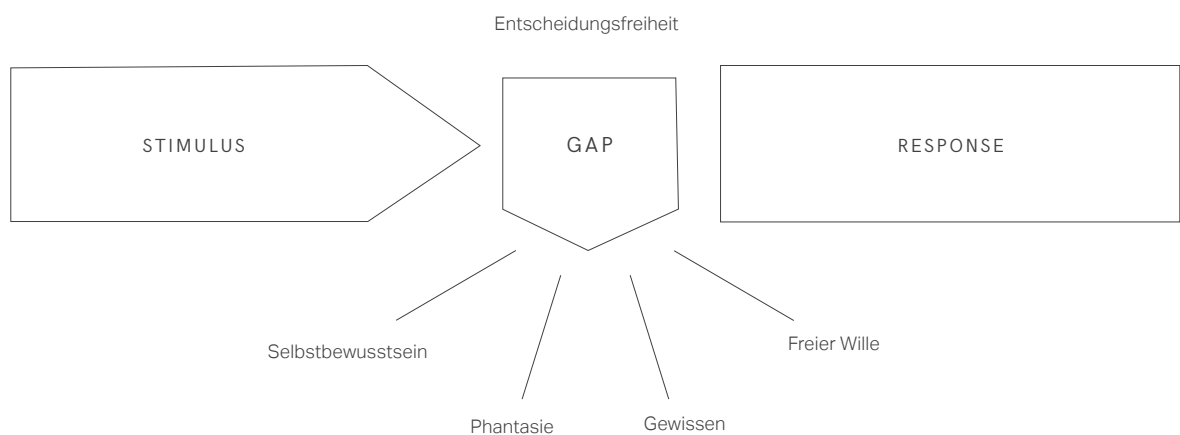 Entscheidungsfreiheit
STIMULUS
GAP
RESPONSE
Selbstbewusstsein
Freier Wille
Phantasie
Gewissen